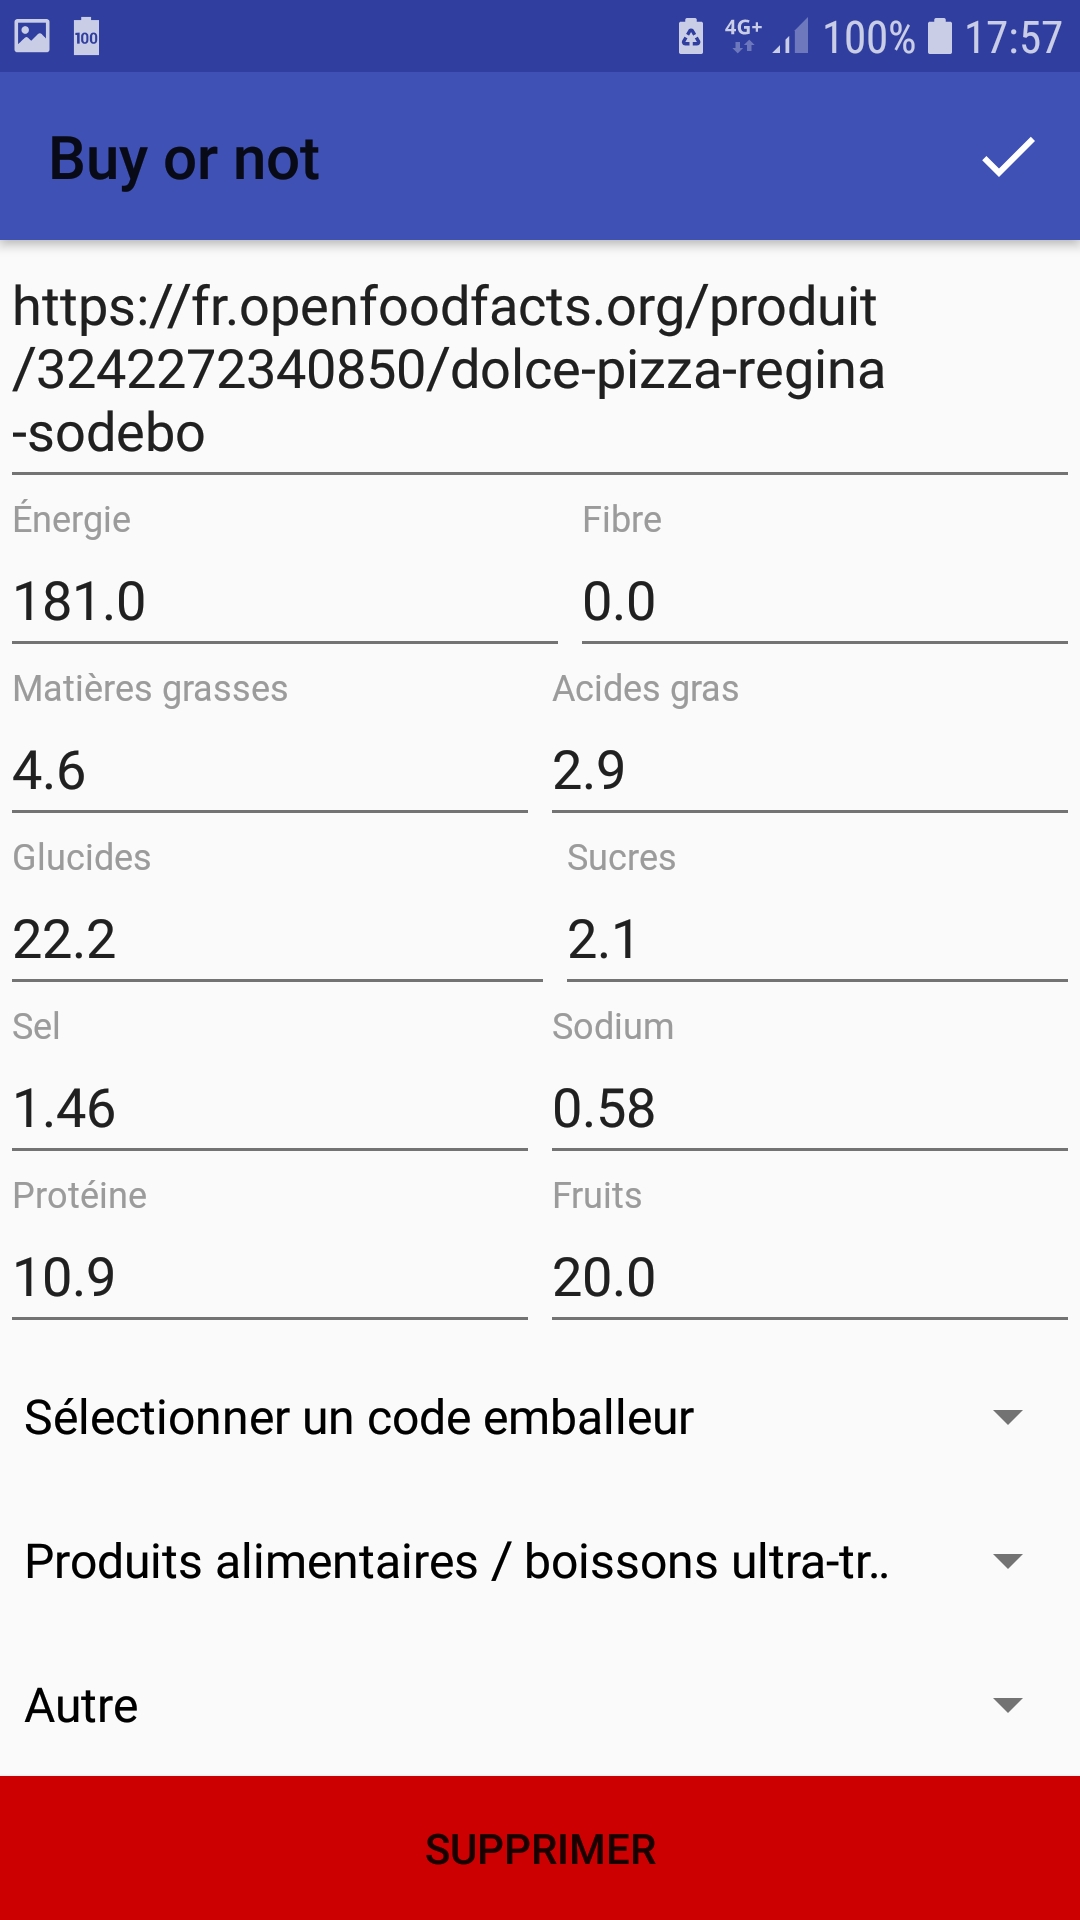 100 4G+ 100% 17:57
Buy or not
https://fr.openfoodfacts.org/produit
/3242272340850/dolce-pizza-regina
-sodebo
Énergie Fibre
181.0 0.0
Matières grasses Acides gras
4.6 2.9
Glucides Sucres
22.2 2.1
Sel Sodium
1.46 0.58
Protéine Fruits
10.9 20.0
Sélectionner un code emballeur
Produits alimentaires / boissons ultra-tr..
Autre
SUPPRIMER